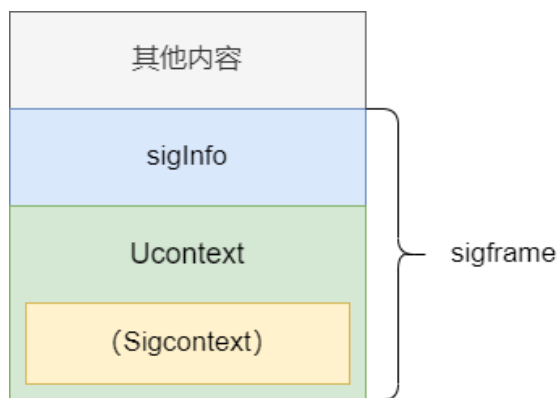 其他内容
sigInfo
Ucontext
sigframe
(Sigcontext)